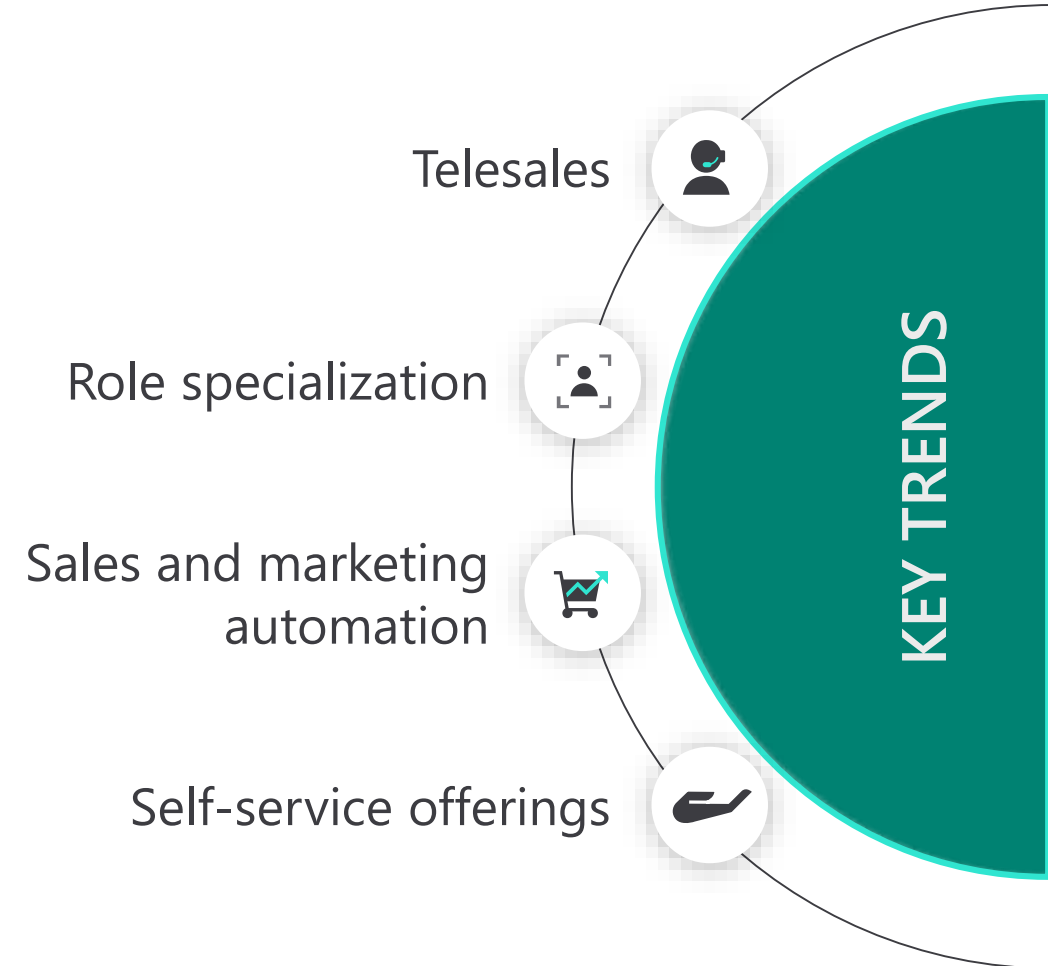 Telesales
Role specialization
Sales and marketing
automation
Self-service offerings
KEY TRENDS